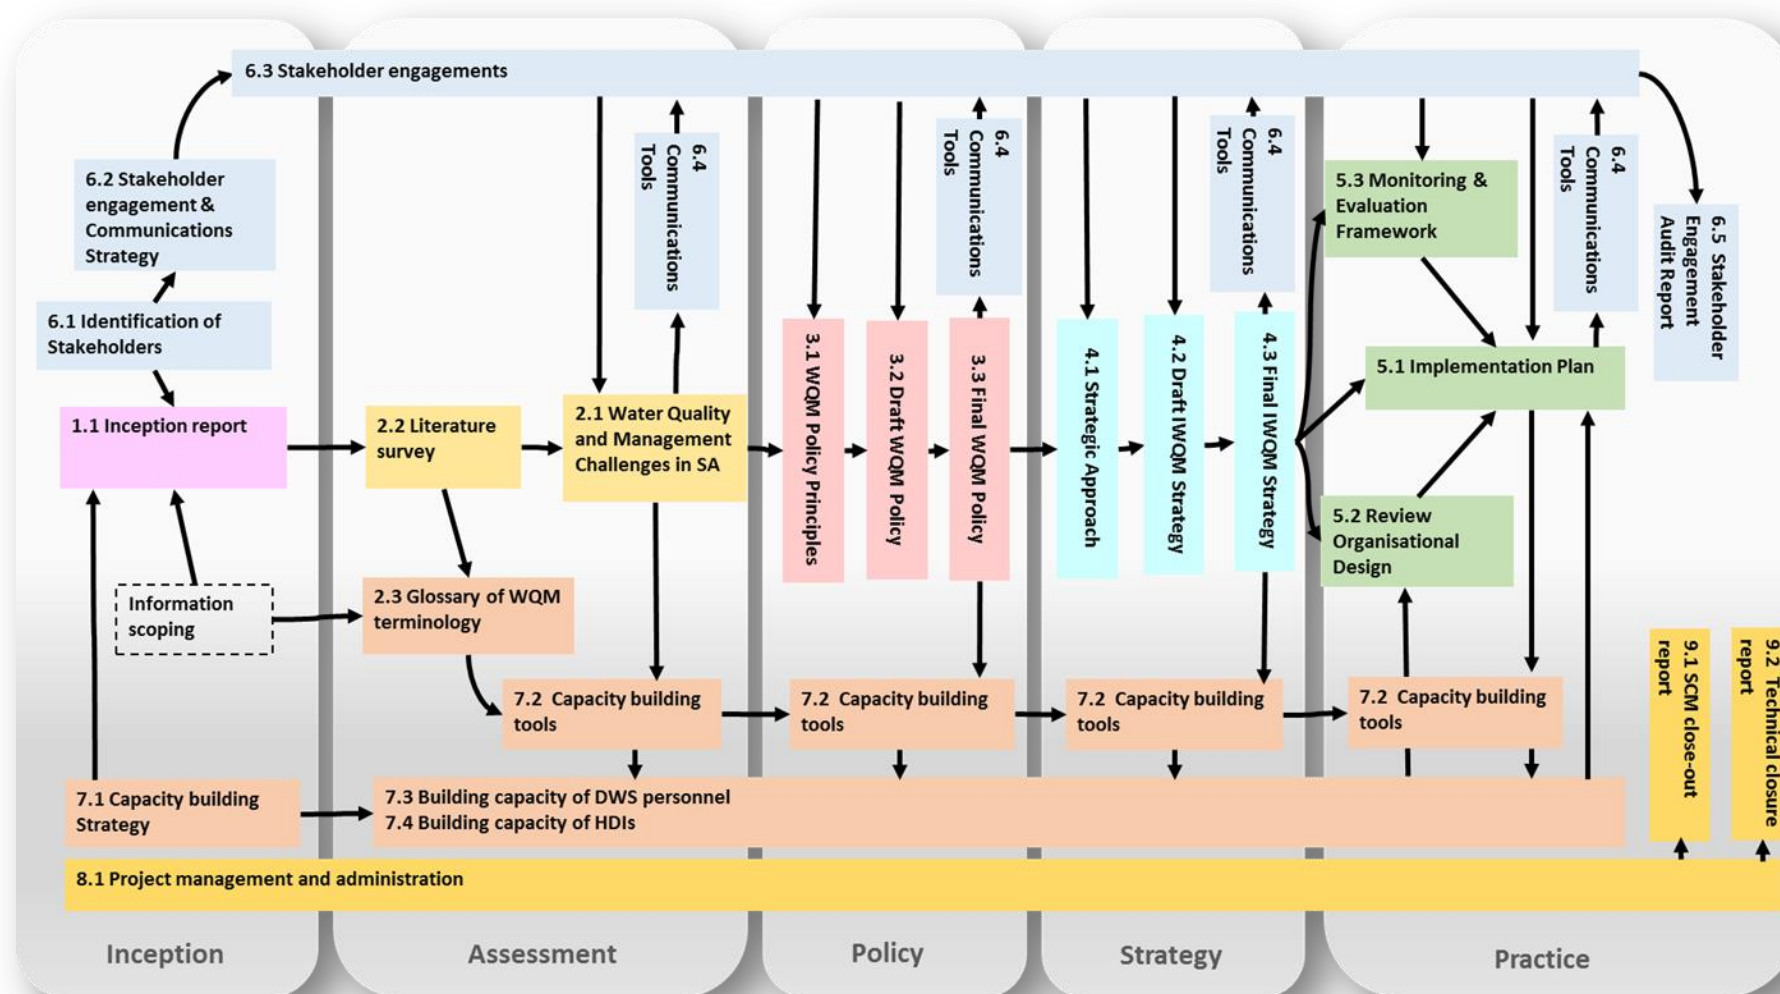 6.3 Stakeholder engagements
6.2 Stakeholder
engagement &
Communications
Strategy
6.1 Identification of
Stakeholders
1.1 Inception report
Information
scoping
7.1 Capacity building
Strategy
2.2 Literature
survey
2.1 Water Quality
and Management
Challenges in SA
6.4
Communications
Tools
2.3 Glossary of WQM
terminology
7.2 Capacity building
tools
3.1 WQM Policy Principles
3.2 Draft WQM Policy
3.3 Final WQM Policy
6.4
Communications
Tools
7.2 Capacity building
tools
4.1 Strategic Approach
4.2 Draft IWQM Strategy
4.3 Final IWQM Strategy
6.4
Communications
Tools
7.2 Capacity building
tools
5.3 Monitoring &
Evaluation
Framework
5.1 Implementation Plan
5.2 Review
Organisational
Design
6.4
Communications
Tools
6.5 Stakeholder
Engagement
Audit Report
7.2 Capacity building
tools
7.3 Building capacity of DWS personnel
7.4 Building capacity of HDIs
9.1 SCM close-out
report
9.2 Technical closure
report
8.1 Project management and administration
Inception
Assessment
Policy
Strategy
Practice